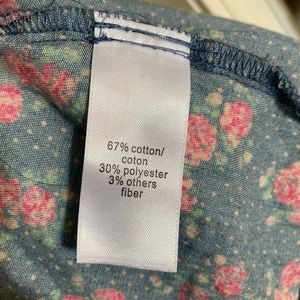 67% cotton/
coton
30% polyester
3% others
fiber